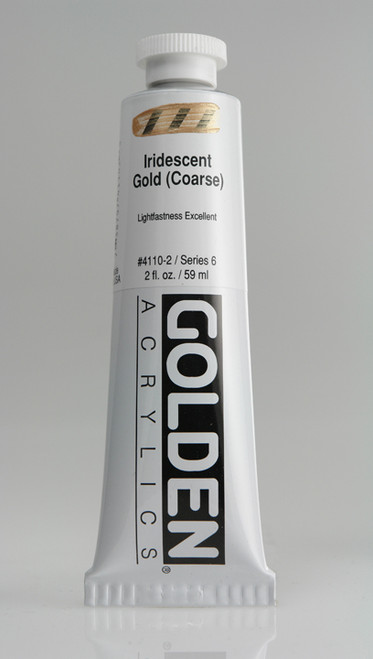 Iridescent
Gold (Coarse)
Lightfastness Excellent
#4110-2 / Series 6
2 fl. oz. / 59 ml
GOLDEN®
ACRYLICS